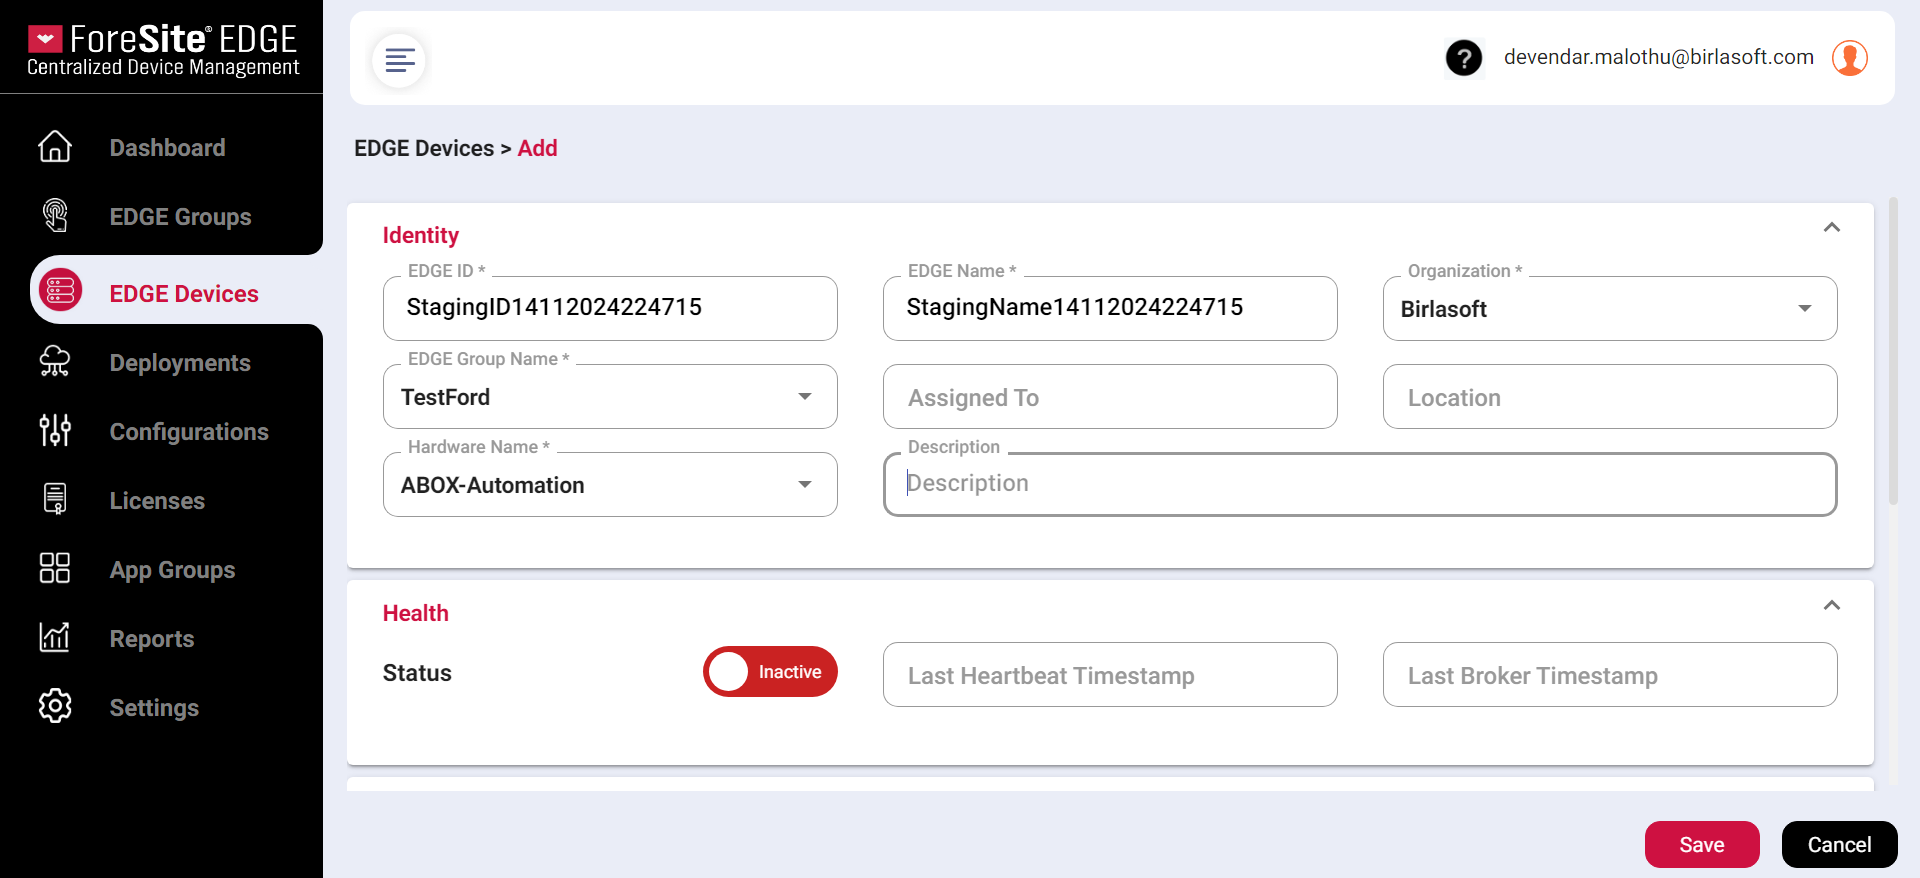 ForeSite® EDGE
Centralized Device Management
Dashboard
EDGE Groups
EDGE Devices
Deployments
Configurations
Licenses
App Groups
Reports
Settings
?
devendar.malothu@birlasoft.com
EDGE Devices > Add
Identity
EDGE ID *
StagingID14112024224715
EDGE Name *
StagingName14112024224715
Organization *
Birlasoft
EDGE Group Name *
TestFord
Assigned To
Location
Hardware Name *
ABOX-Automation
Description
Description
Health
Status
Inactive
Last Heartbeat Timestamp
Last Broker Timestamp
Save
Cancel